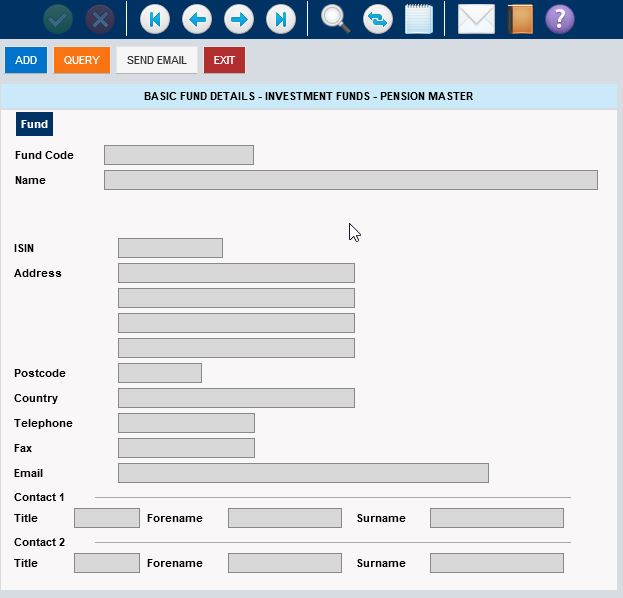 ADD QUERY SEND EMAIL EXIT
BASIC FUND DETAILS - INVESTMENT FUNDS - PENSION MASTER
Fund
Fund Code
Name
ISIN
Address
Postcode
Country
Telephone
Fax
Email
Contact 1
Title Forename Surname
Contact 2
Title Forename Surname